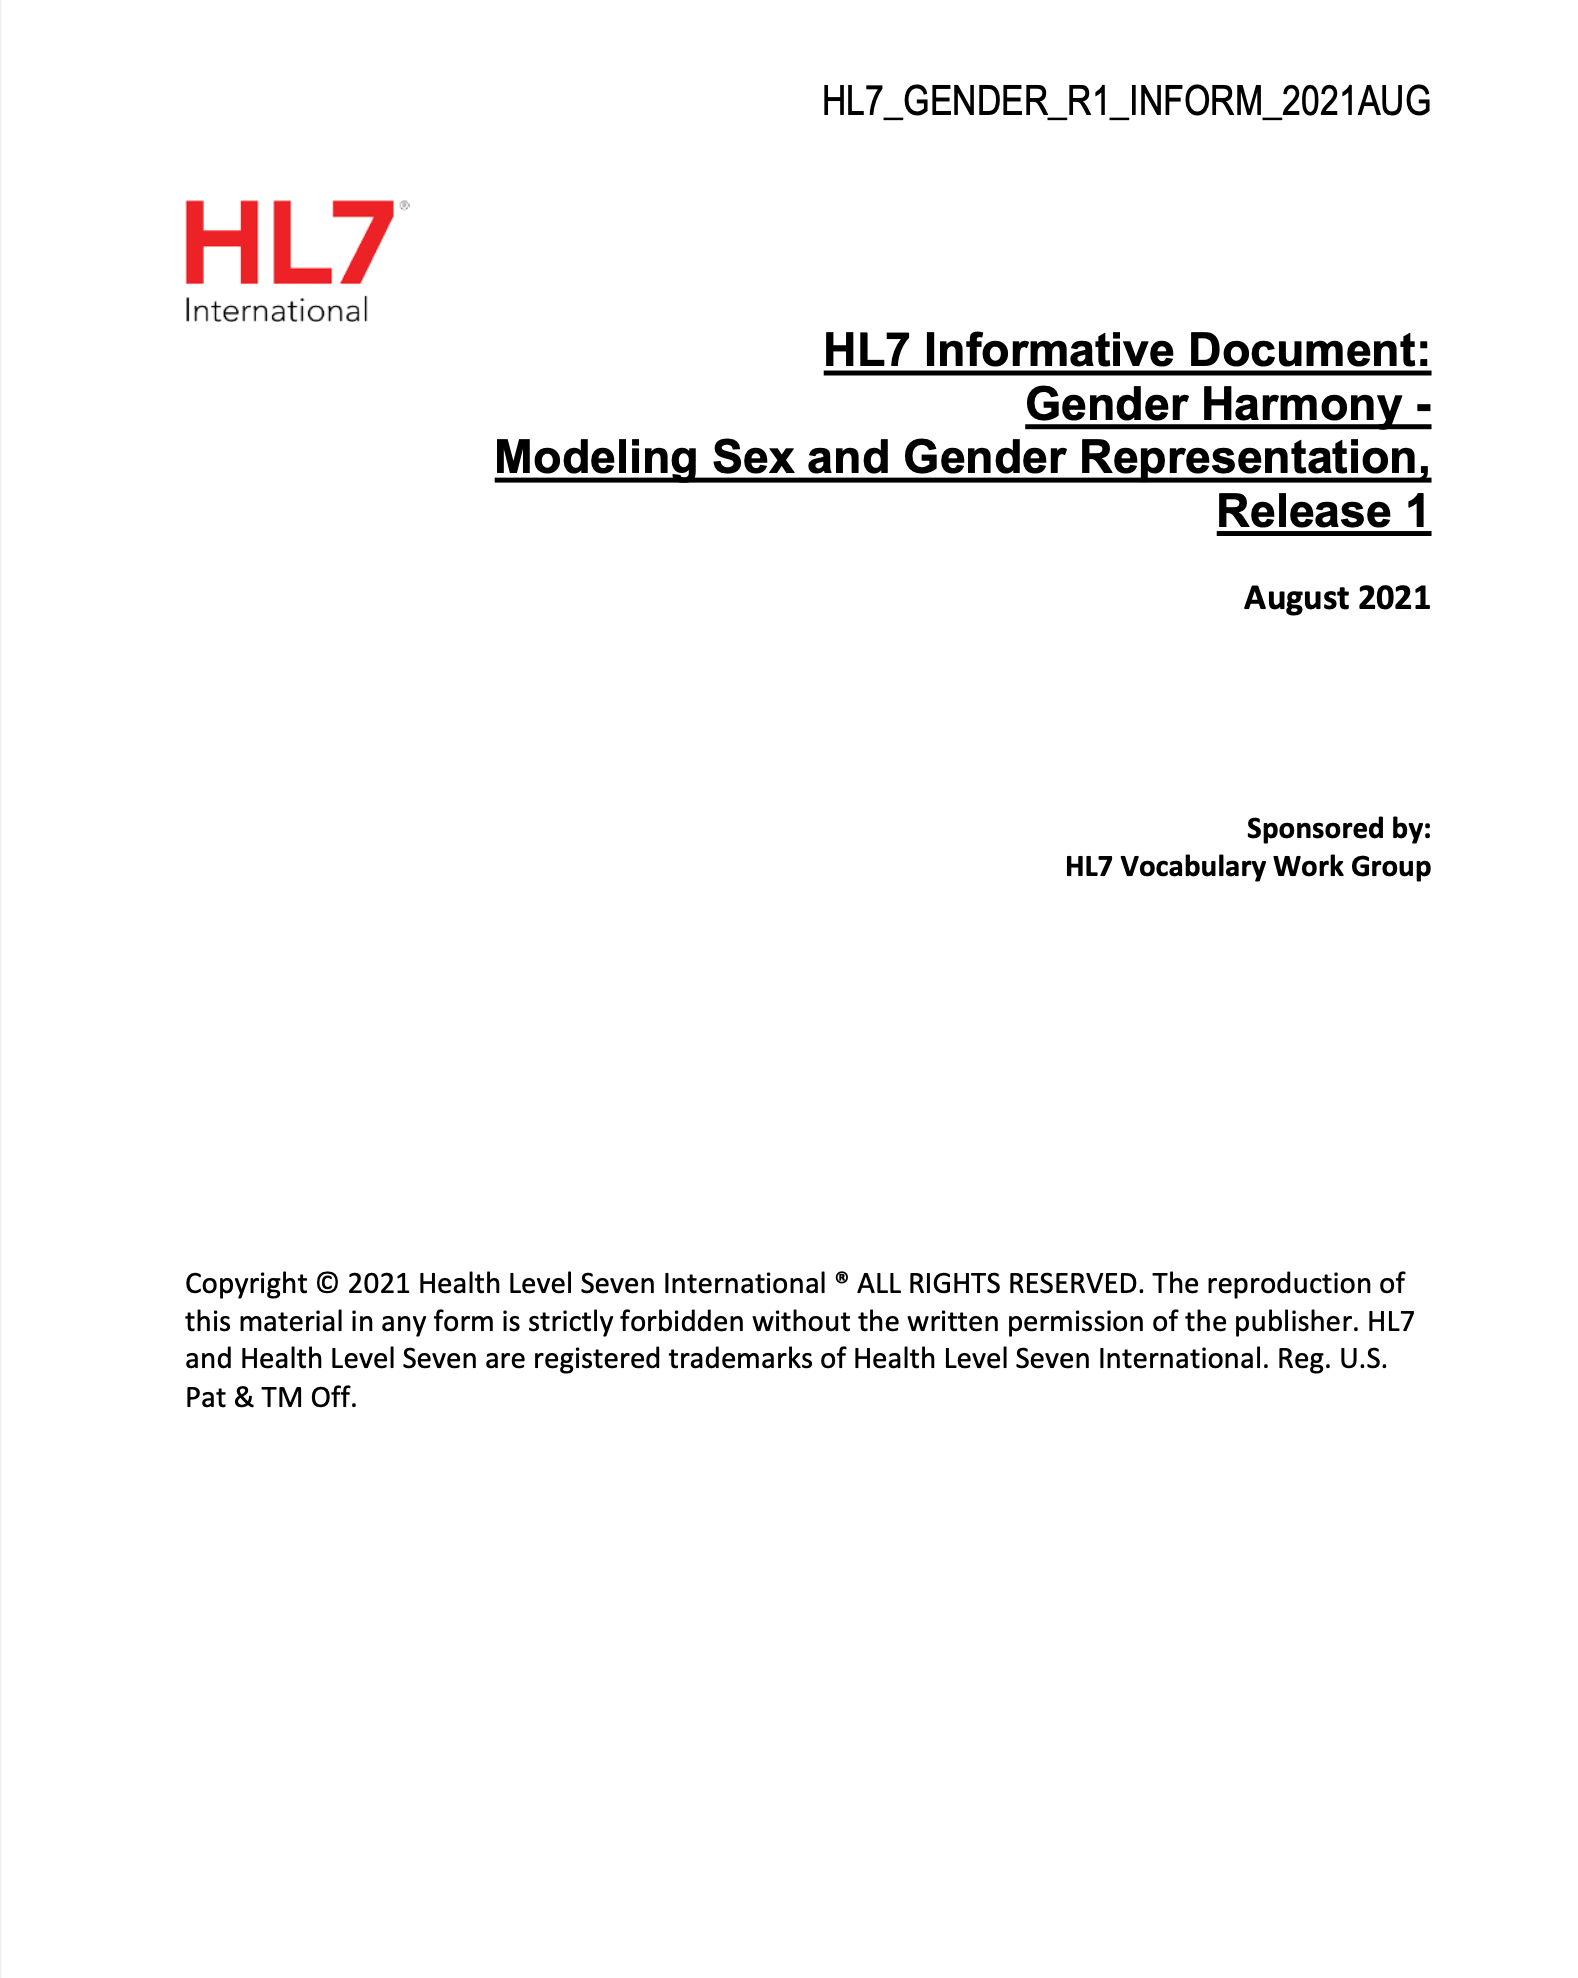 HL7_GENDER_R1_INFORM_2021AUG
HL7®
International
HL7 Informative Document:
Gender Harmony -
Modeling Sex and Gender Representation,
Release 1
August 2021
Sponsored by:
HL7 Vocabulary Work Group
Copyright © 2021 Health Level Seven International ® ALL RIGHTS RESERVED. The reproduction of
this material in any form is strictly forbidden without the written permission of the publisher. HL7
and Health Level Seven are registered trademarks of Health Level Seven International. Reg. U.S.
Pat & TM Off.